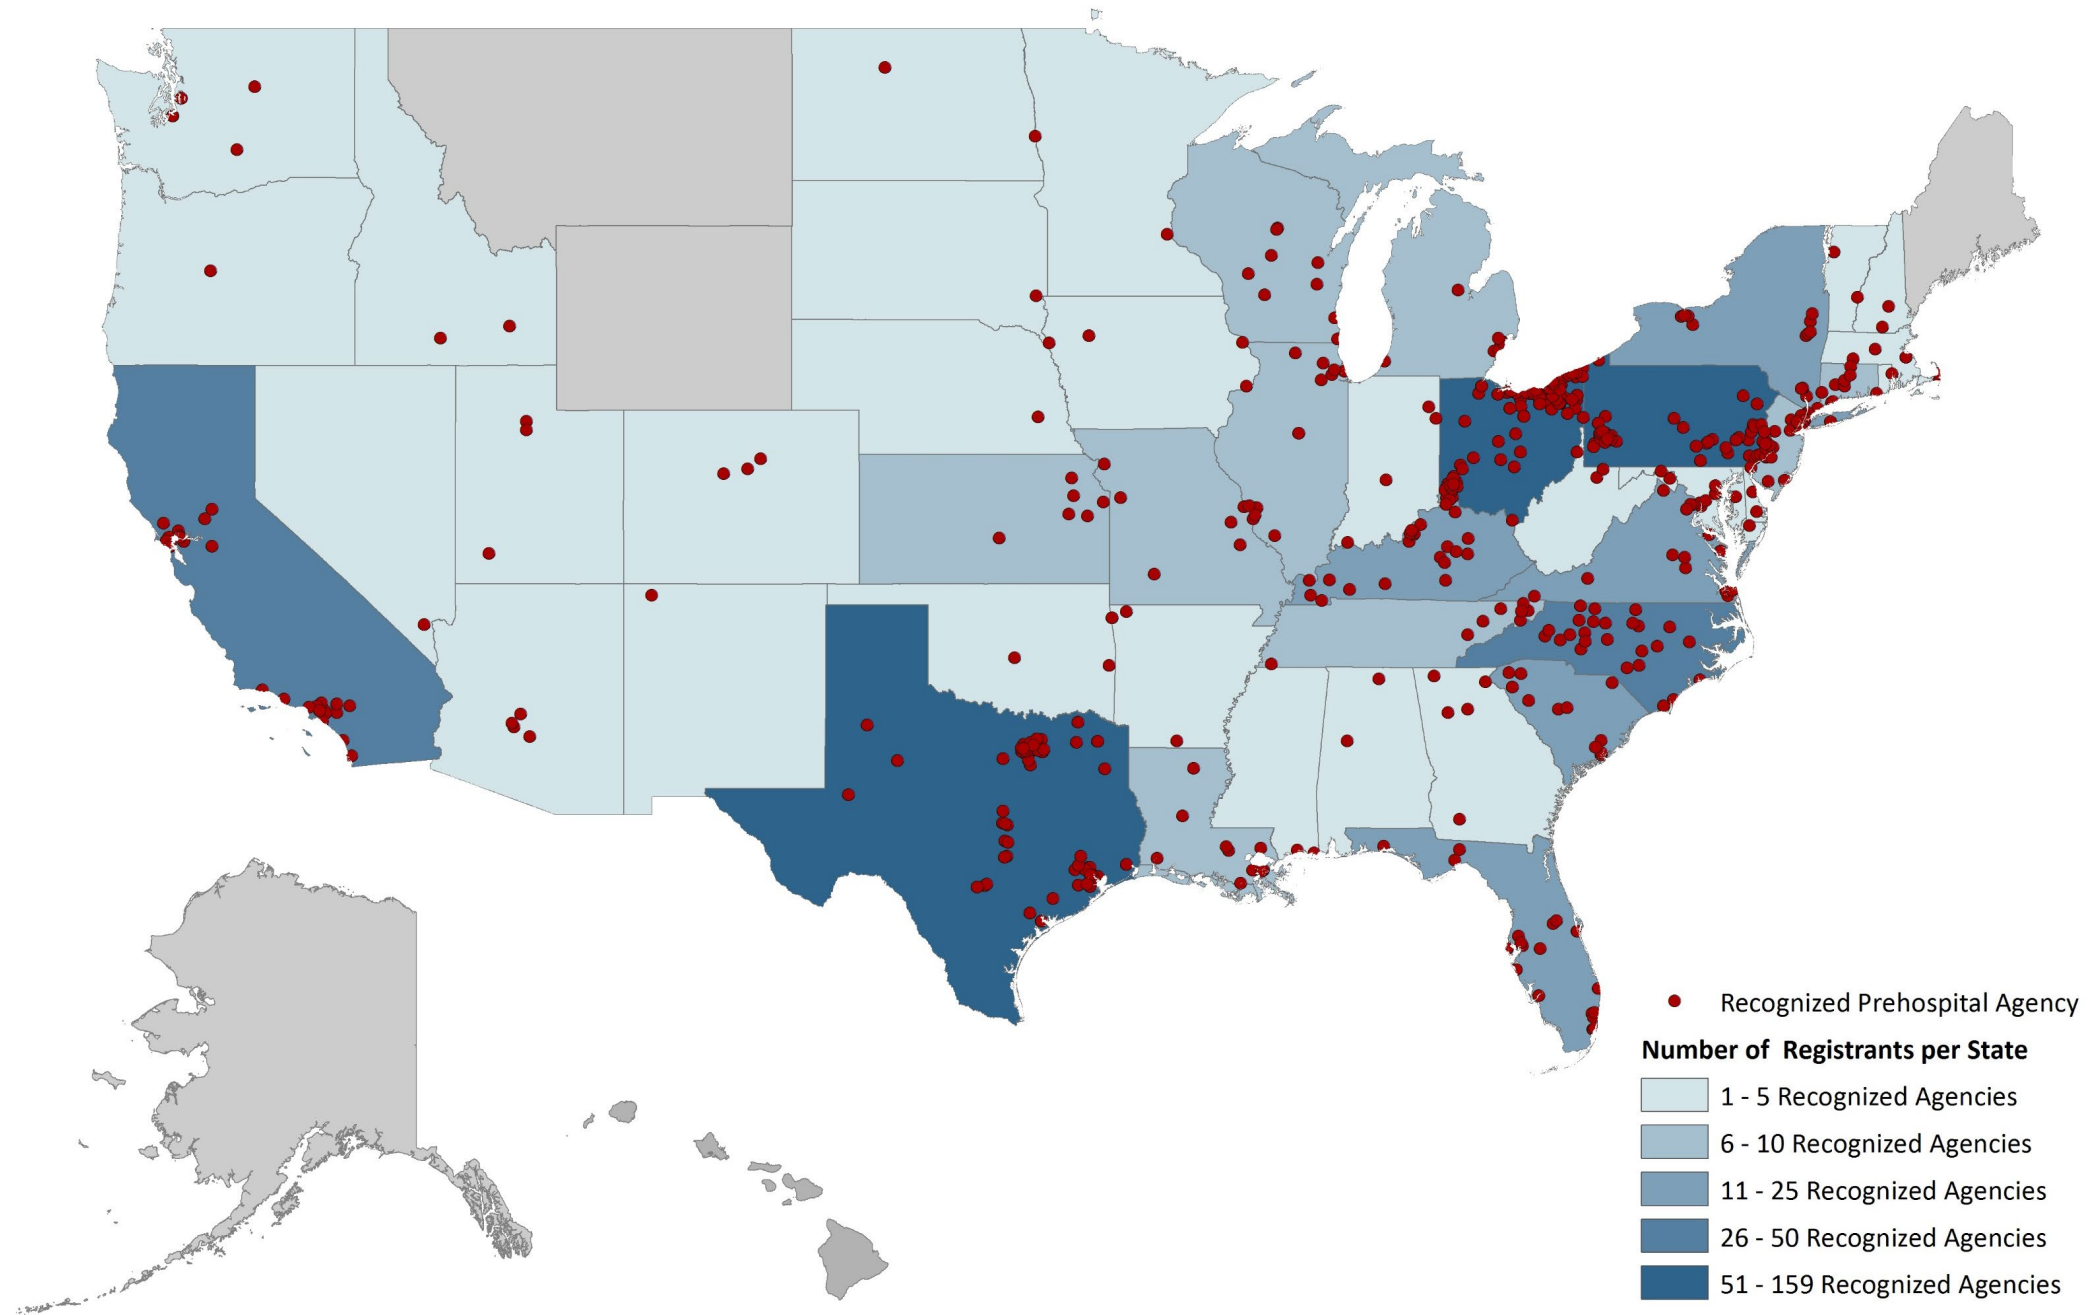 Recognized Prehospital Agency
Number of Registrants per State
1 - 5 Recognized Agencies
6 - 10 Recognized Agencies
11 - 25 Recognized Agencies
26 - 50 Recognized Agencies
51 - 159 Recognized Agencies